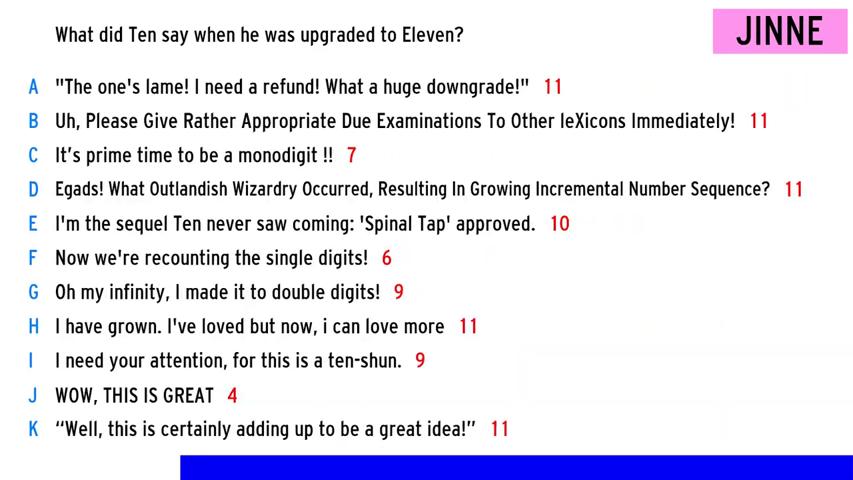 What did Ten say when he was upgraded to Eleven?
JINNE
A "The one's lame! I need a refund! What a huge downgrade!" 11
B Uh, Please Give Rather Appropriate Due Examinations To Other leXicons Immediately! 11
C It’s prime time to be a monodigit !! 7
D Egads! What Outlandish Wizardry Occurred, Resulting In Growing Incremental Number Sequence? 11
E I'm the sequel Ten never saw coming: 'Spinal Tap' approved. 10
F Now we're recounting the single digits! 6
G Oh my infinity, I made it to double digits! 9
H I have grown. I've loved but now, i can love more 11
I I need your attention, for this is a ten-shun. 9
J WOW, THIS IS GREAT 4
K “Well, this is certainly adding up to be a great idea!” 11